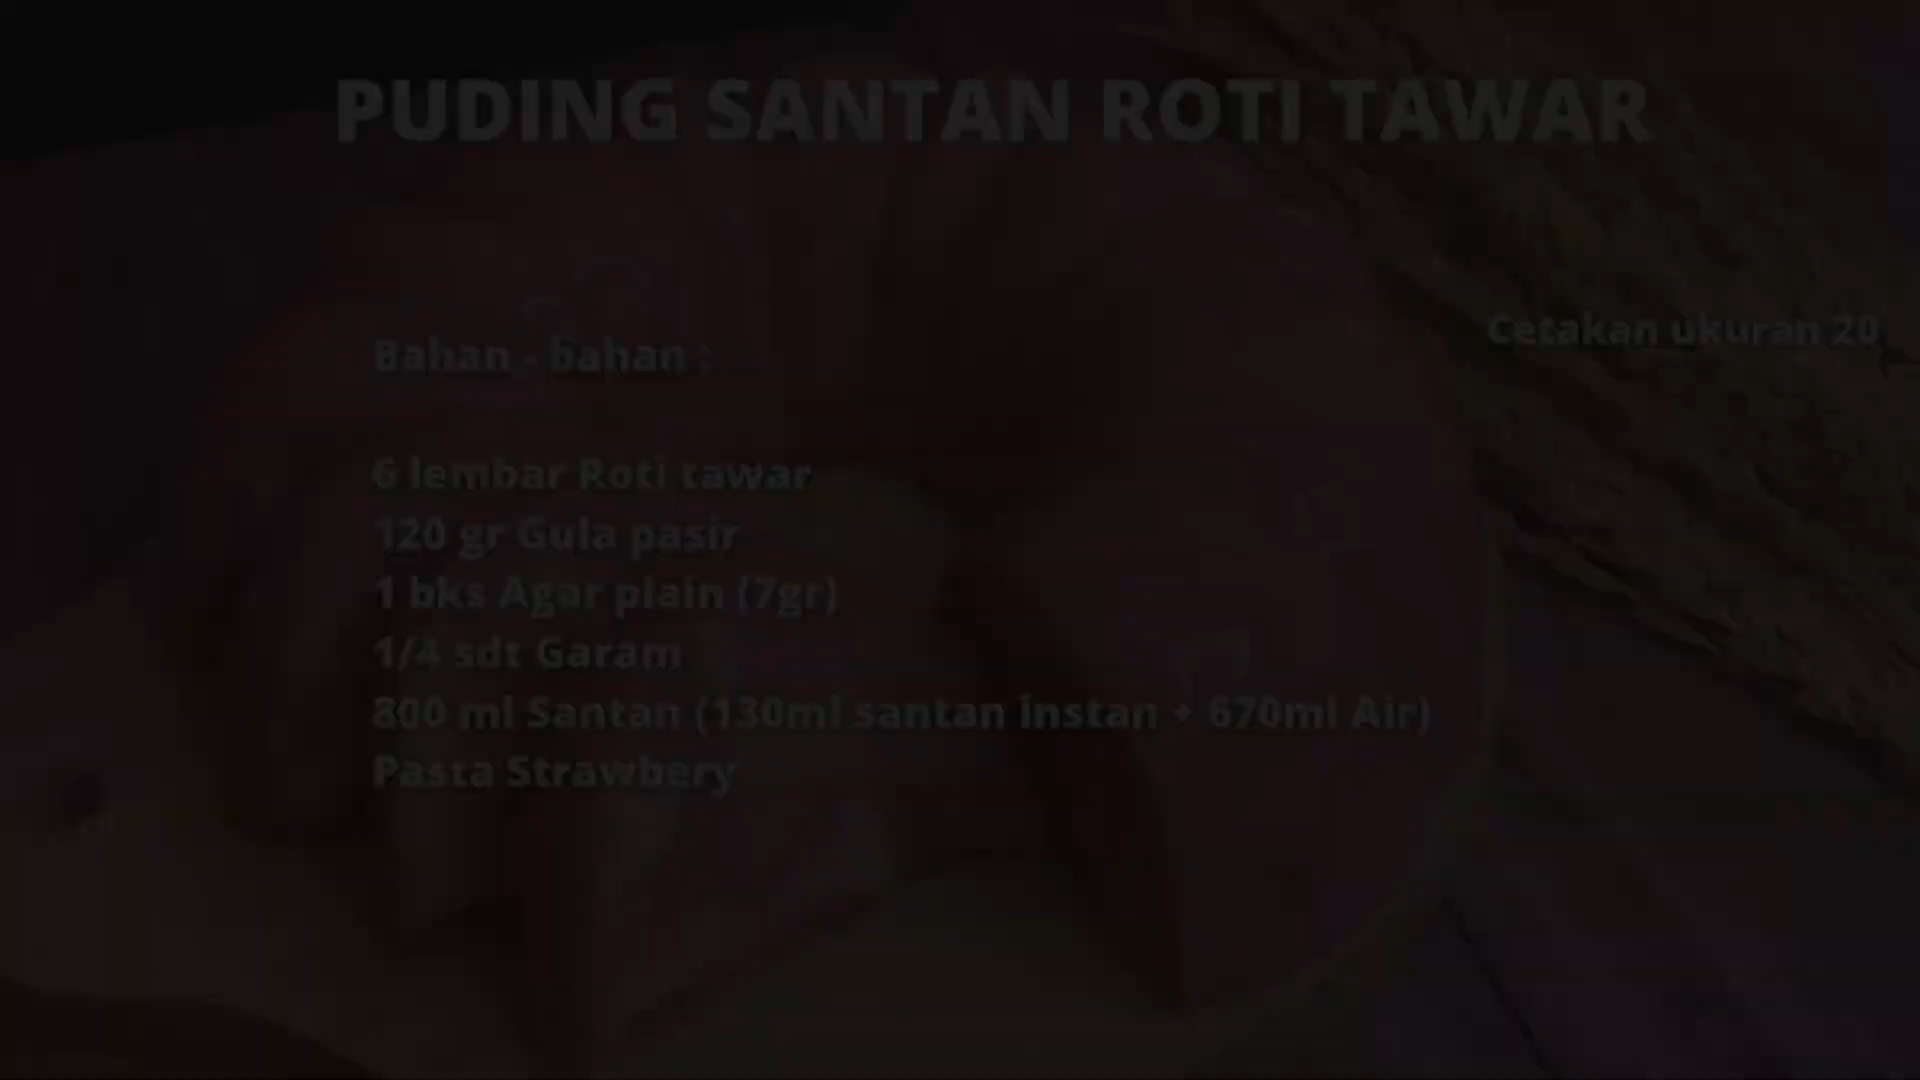 PUDING SANTAN ROTI TAWAR
Cetakan ukuran 20
Bahan - bahan :
6 lembar Roti tawar
120 gr Gula pasir
1 bks Agar plain (7gr)
1/4 sdt Garam
800 ml Santan (130ml santan instan + 670ml Air)
Pasta Strawbery